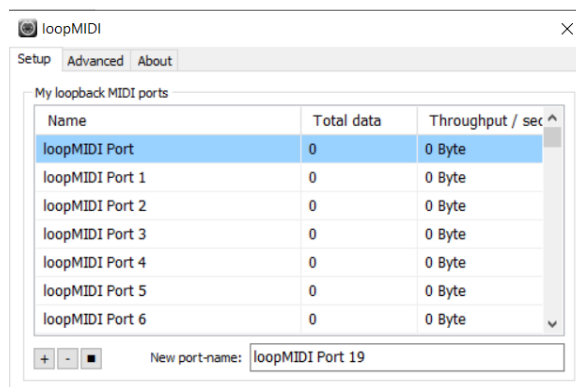 loopMIDI
Setup Advanced About
My loopback MIDI ports
Name Total data Throughput / sec
loopMIDI Port 0 0 Byte
loopMIDI Port 1 0 0 Byte
loopMIDI Port 2 0 0 Byte
loopMIDI Port 3 0 0 Byte
loopMIDI Port 4 0 0 Byte
loopMIDI Port 5 0 0 Byte
loopMIDI Port 6 0 0 Byte
+ - New port-name: loopMIDI Port 19